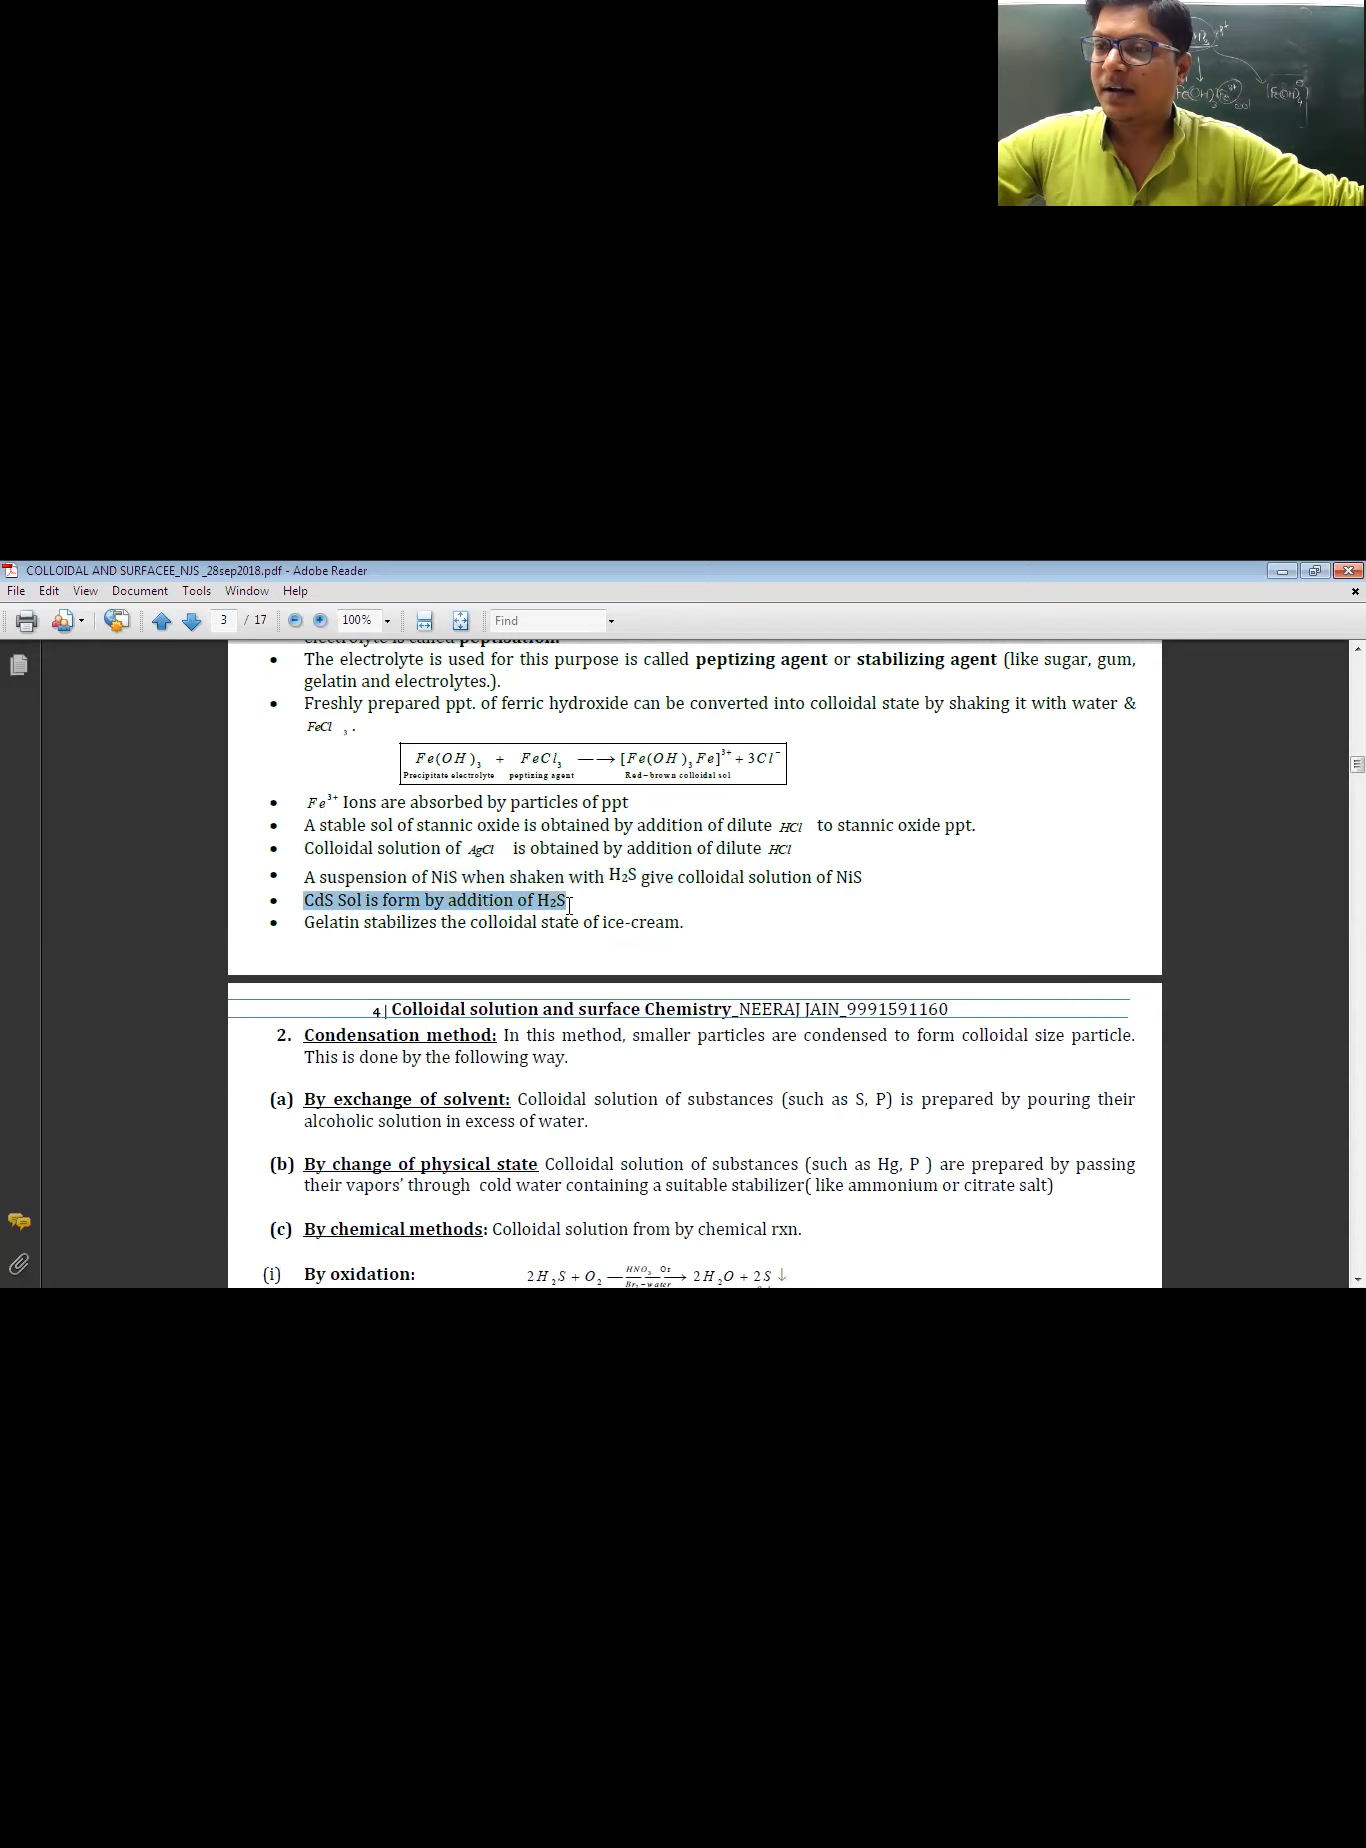 COLLOIDAL AND SURFACEE_NJS _28sep2018.pdf - Adobe Reader
File Edit View Document Tools Window Help
3 / 17 100% Find
electrolyte is called peptisation.
• The electrolyte is used for this purpose is called peptizing agent or stabilizing agent (like sugar, gum,
gelatin and electrolytes.).
• Freshly prepared ppt. of ferric hydroxide can be converted into colloidal state by shaking it with water &
FeCl₃ .
Fe(OH)₃ + FeCl₃ ⟶ [Fe(OH)₃ Fe]³⁺ + 3Cl⁻
Precipitate electrolyte peptizing agent Red–brown colloidal sol
• Fe³⁺ Ions are absorbed by particles of ppt
• A stable sol of stannic oxide is obtained by addition of dilute HCl to stannic oxide ppt.
• Colloidal solution of AgCl is obtained by addition of dilute HCl
• A suspension of NiS when shaken with H₂S give colloidal solution of NiS
• CdS Sol is form by addition of H₂S
• Gelatin stabilizes the colloidal state of ice-cream.
4| Colloidal solution and surface Chemistry_NEERAJ JAIN_9991591160
2. Condensation method: In this method, smaller particles are condensed to form colloidal size particle.
This is done by the following way.
(a) By exchange of solvent: Colloidal solution of substances (such as S, P) is prepared by pouring their
alcoholic solution in excess of water.
(b) By change of physical state Colloidal solution of substances (such as Hg, P ) are prepared by passing
their vapors’ through cold water containing a suitable stabilizer( like ammonium or citrate salt)
(c) By chemical methods: Colloidal solution from by chemical rxn.
HNO₃ Or
(i) By oxidation: 2H₂S + O₂ ⟶ 2H₂O + 2S ↓
Br₂–water